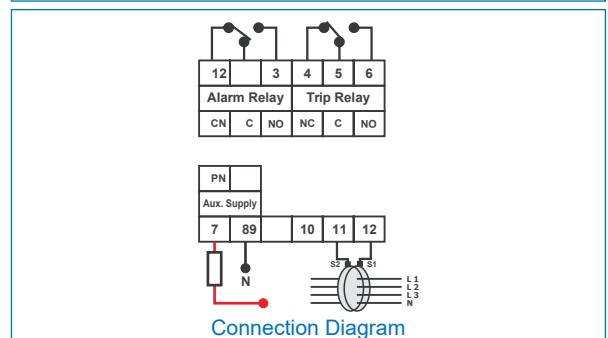 12 3 4 5 6
Alarm Relay Trip Relay
CN C NO NC C NO
PN
Aux. Supply
7 89 10 11 12
S2 S1
N
L 1
L 2
L 3
N
Connection Diagram